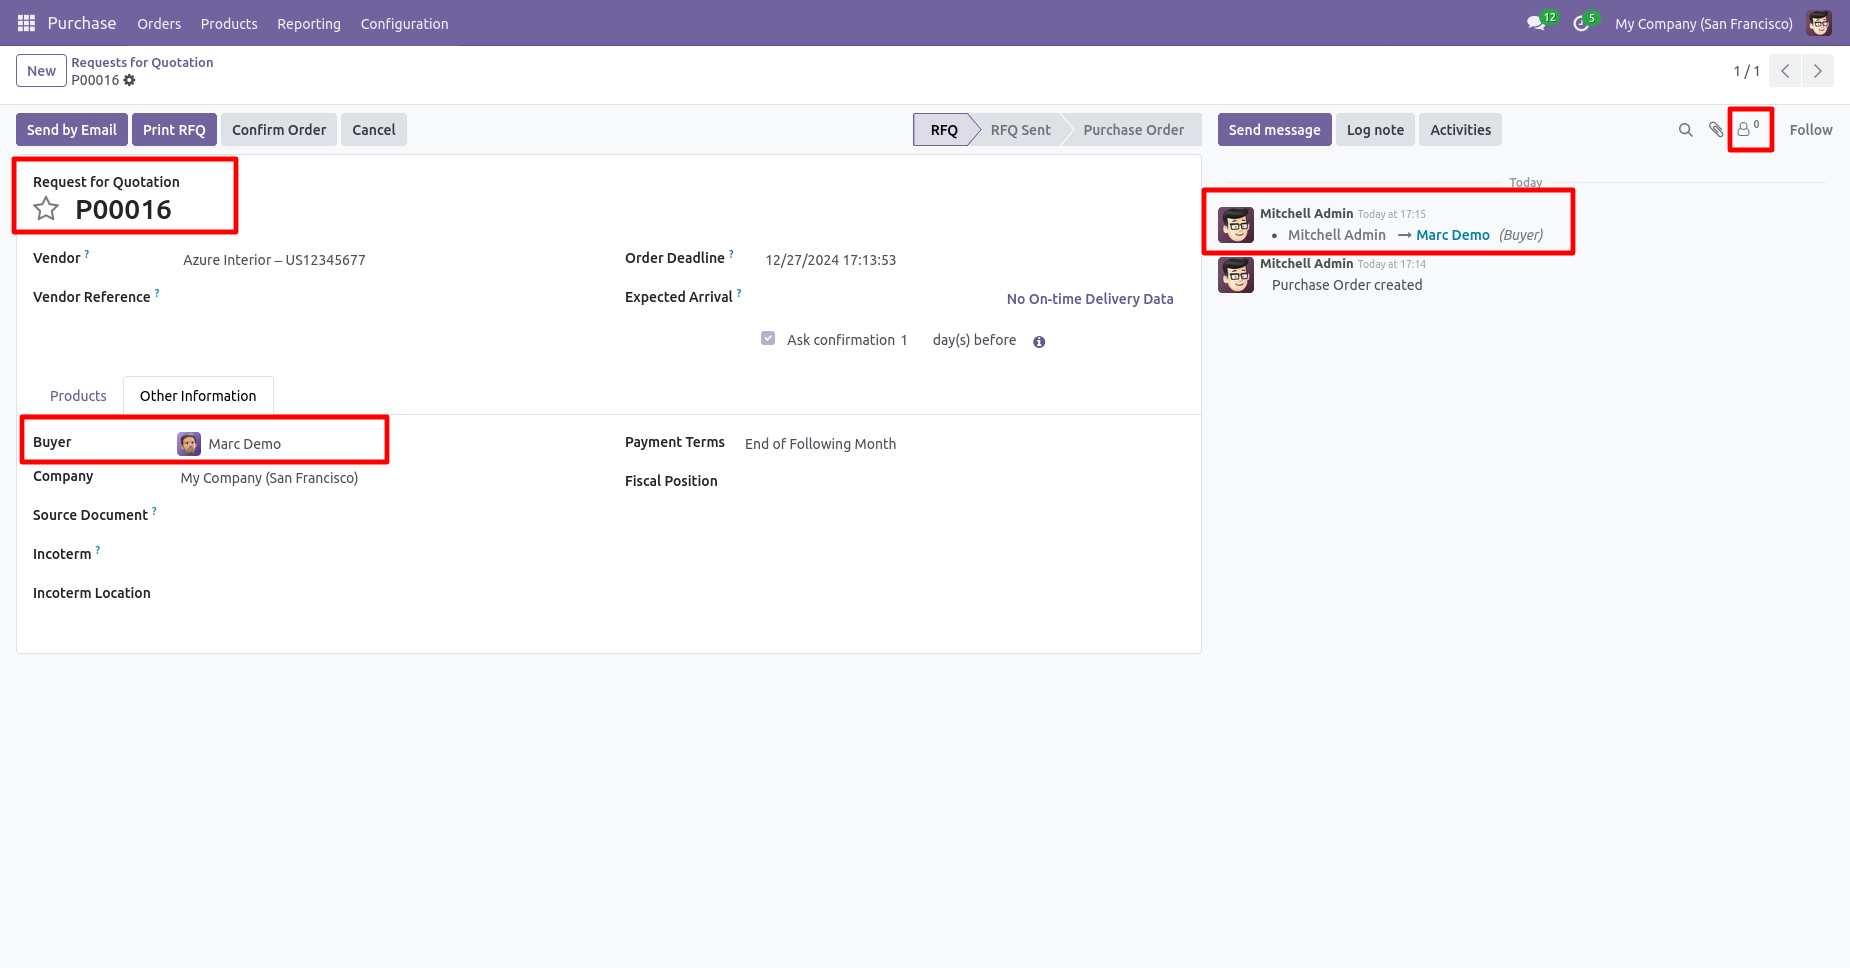 Purchase Orders Products Reporting Configuration 12 5 My Company (San Francisco)
New Requests for Quotation
P00016
1 / 1
Send by Email Print RFQ Confirm Order Cancel RFQ RFQ Sent Purchase Order Send message Log note Activities 0 Follow
Request for Quotation
P00016
Vendor ? Azure Interior – US12345677
Vendor Reference ?
Order Deadline ? 12/27/2024 17:13:53
Expected Arrival ? No On-time Delivery Data
Ask confirmation 1 day(s) before
Products Other Information
Buyer Marc Demo
Company My Company (San Francisco)
Source Document ?
Incoterm ?
Incoterm Location
Payment Terms End of Following Month
Fiscal Position
Today
Mitchell Admin Today at 17:15
• Mitchell Admin → Marc Demo (Buyer)
Mitchell Admin Today at 17:14
Purchase Order created